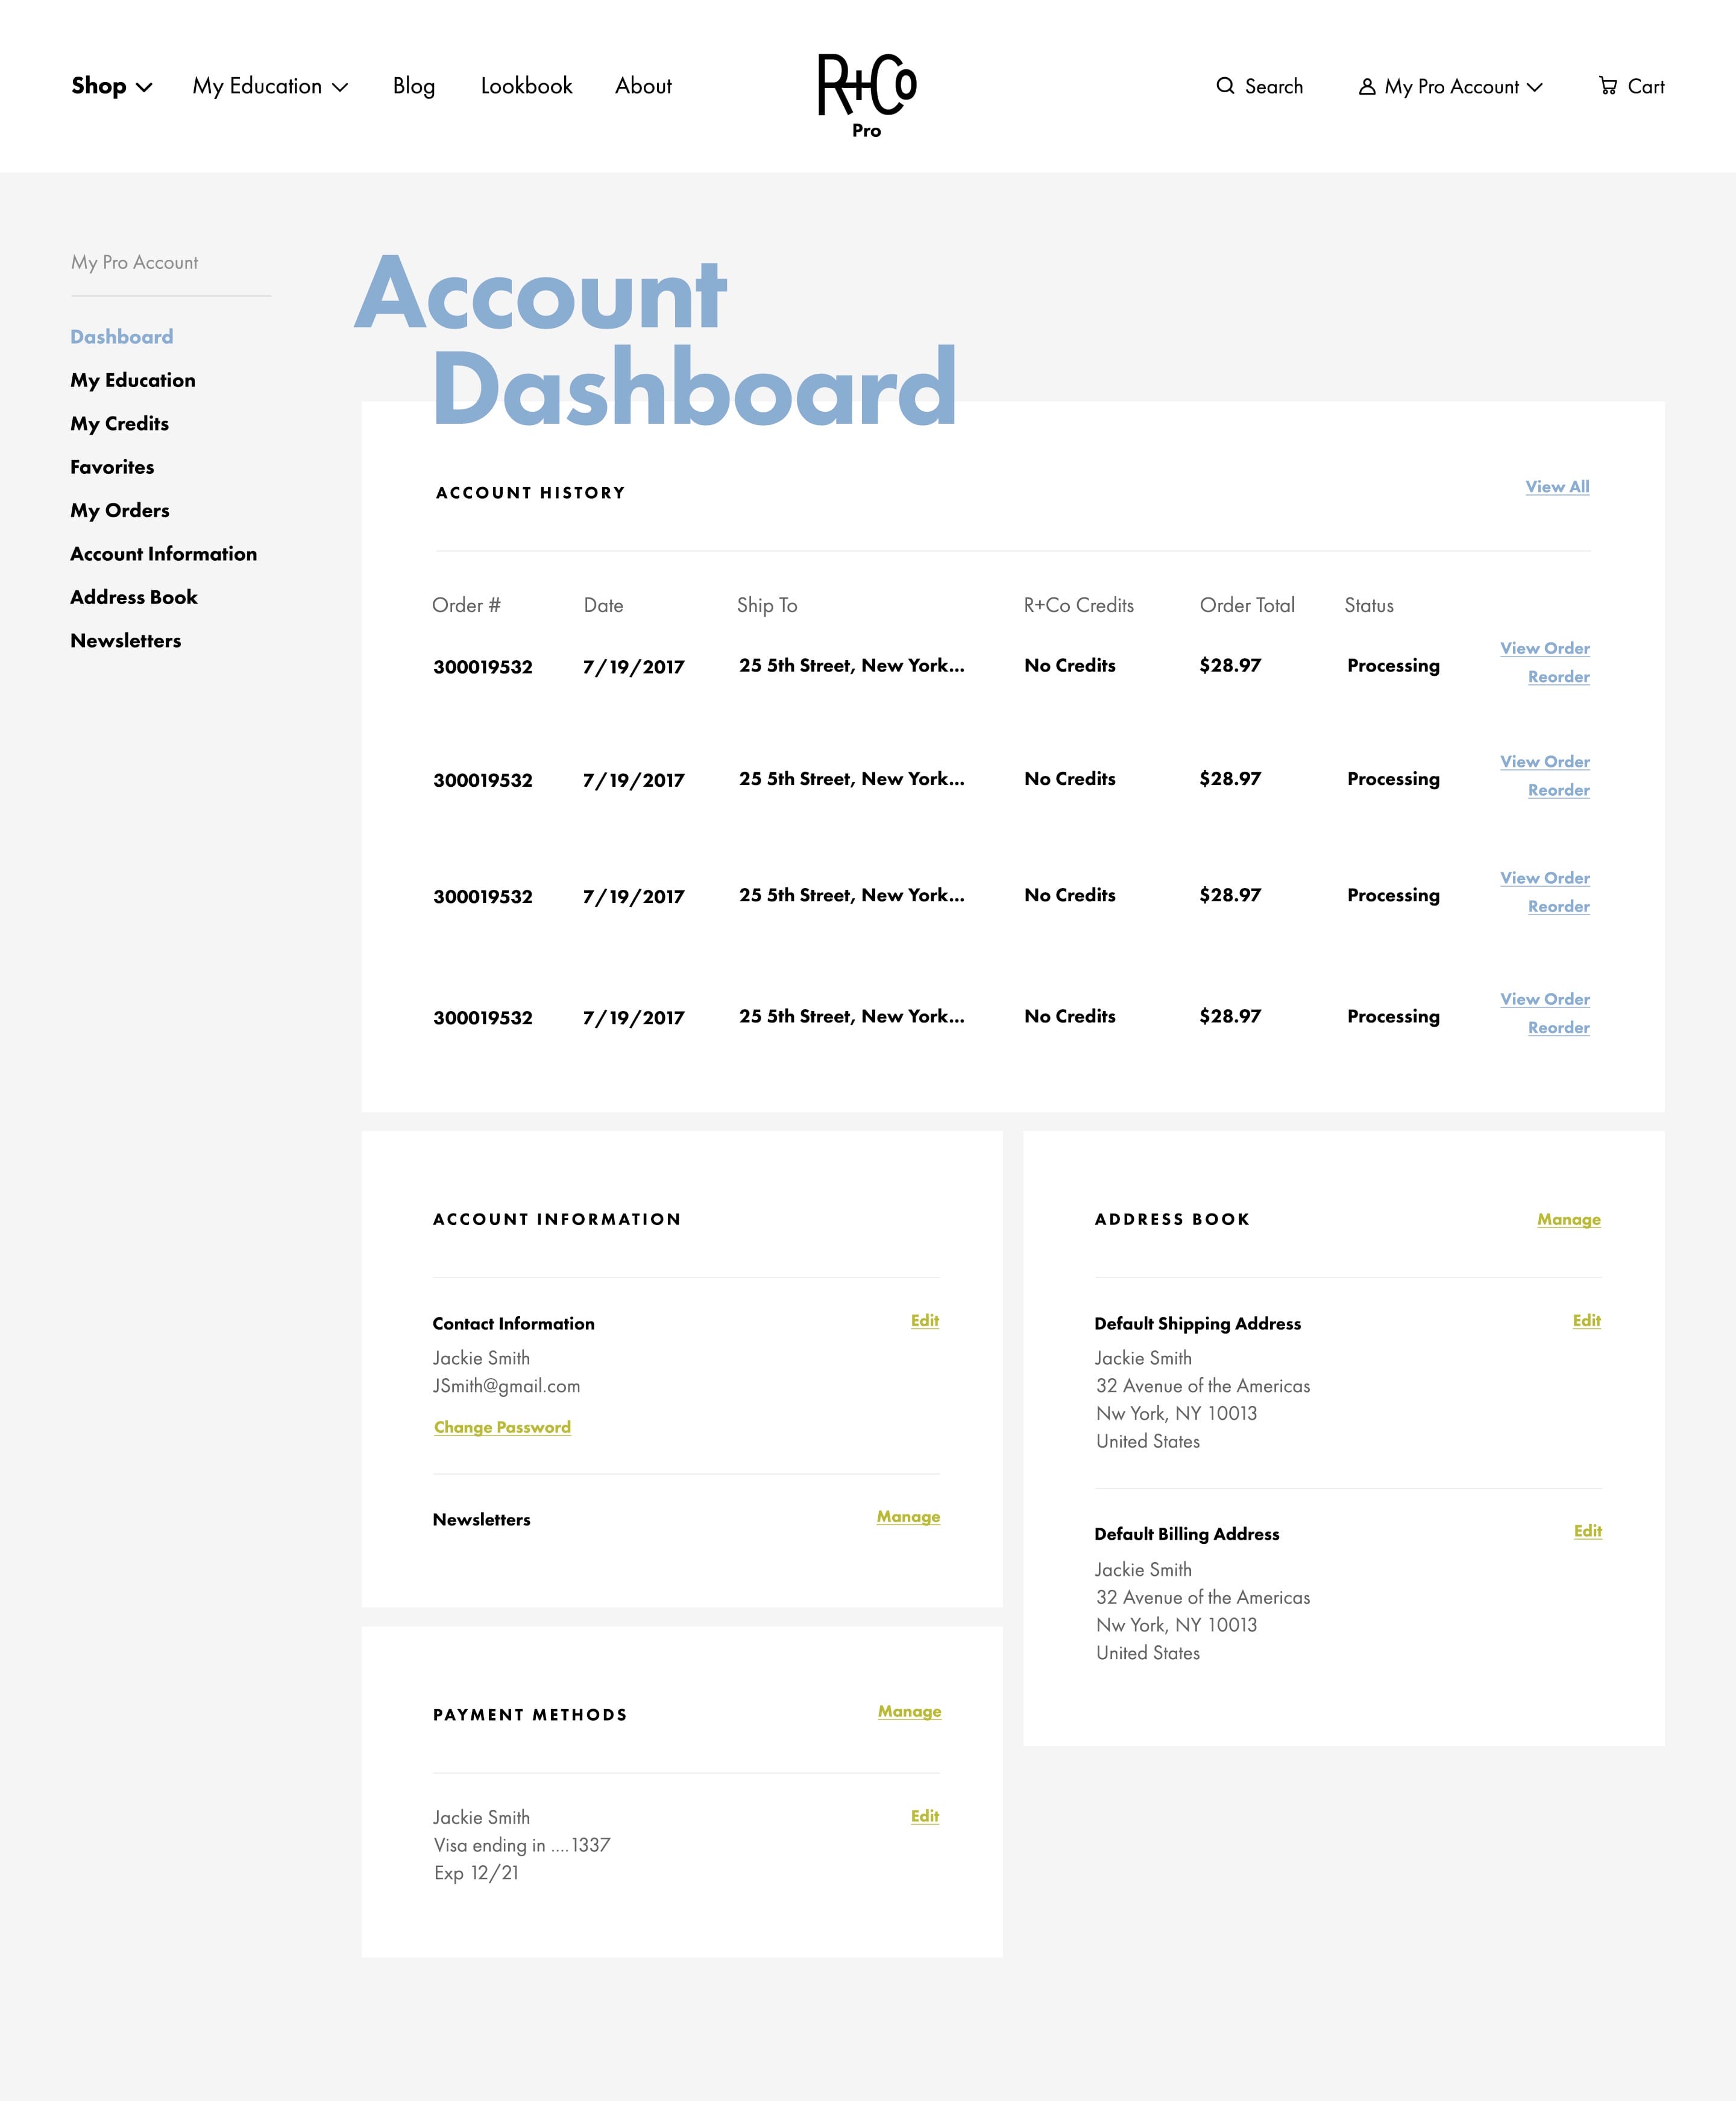 Shop My Education Blog Lookbook About R+Co Search My Pro Account Cart
Pro
My Pro Account
Dashboard
My Education
My Credits
Favorites
My Orders
Account Information
Address Book
Newsletters
Account
Dashboard
ACCOUNT HISTORY View All
Order # Date Ship To R+Co Credits Order Total Status
300019532 7/19/2017 25 5th Street, New York... No Credits $28.97 Processing View Order
Reorder
300019532 7/19/2017 25 5th Street, New York... No Credits $28.97 Processing View Order
Reorder
300019532 7/19/2017 25 5th Street, New York... No Credits $28.97 Processing View Order
Reorder
300019532 7/19/2017 25 5th Street, New York... No Credits $28.97 Processing View Order
Reorder
ACCOUNT INFORMATION
Contact Information Edit
Jackie Smith
JSmith@gmail.com
Change Password
Newsletters Manage
ADDRESS BOOK Manage
Default Shipping Address Edit
Jackie Smith
32 Avenue of the Americas
Nw York, NY 10013
United States
Default Billing Address Edit
Jackie Smith
32 Avenue of the Americas
Nw York, NY 10013
United States
PAYMENT METHODS Manage
Jackie Smith Edit
Visa ending in ....1337
Exp 12/21